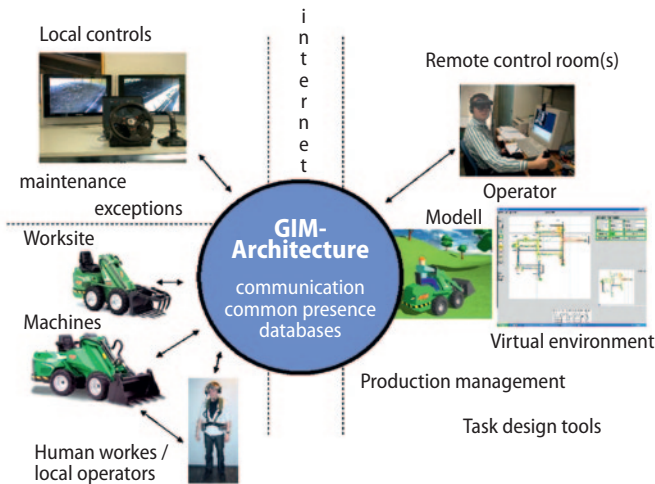 Local controls
internet
Remote control room(s)
maintenance
exceptions
Operator
Modell
GIM-
Architecture
communication
common presence
databases
Worksite
Machines
Virtual environment
Production management
Task design tools
Human workes /
local operators